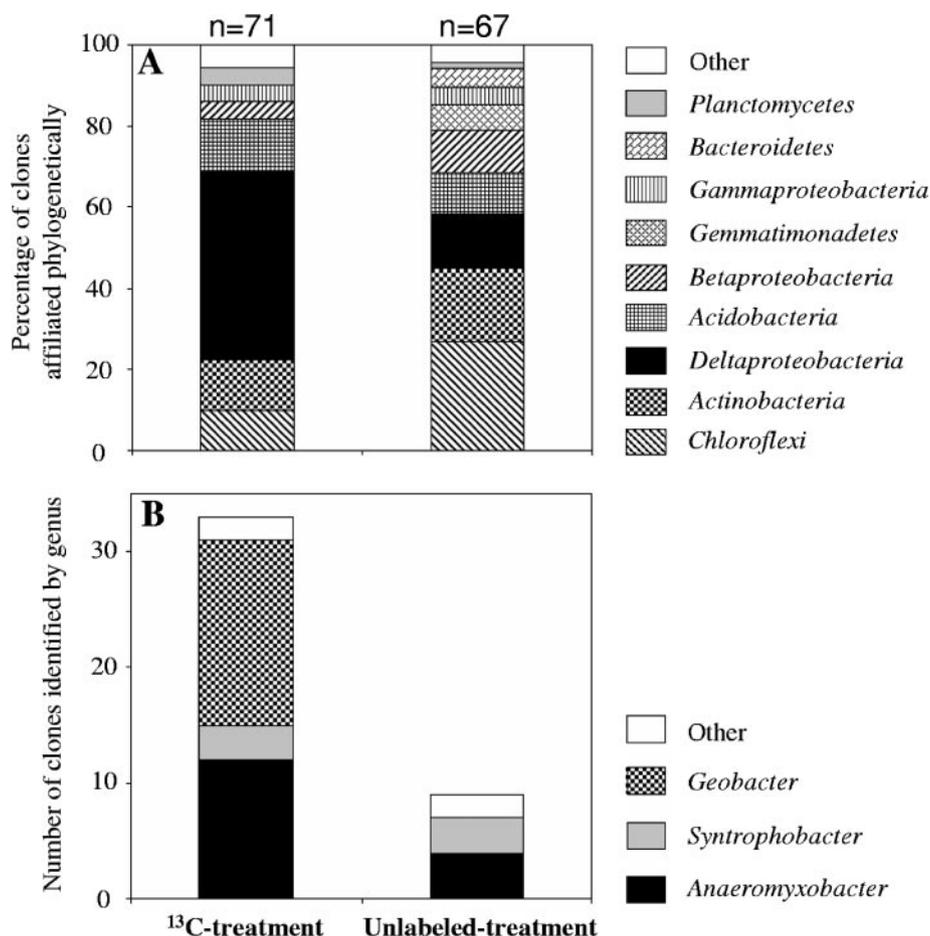 n=71 n=67
A
100
80
60
40
20
0
Percentage of clones
affiliated phylogenetically
Other
Planctomycetes
Bacteroidetes
Gammaproteobacteria
Gemmatimonadetes
Betaproteobacteria
Acidobacteria
Deltaproteobacteria
Actinobacteria
Chloroflexi
B
30
20
10
0
Number of clones identified by genus
Other
Geobacter
Syntrophobacter
Anaeromyxobacter
¹³C-treatment Unlabeled-treatment